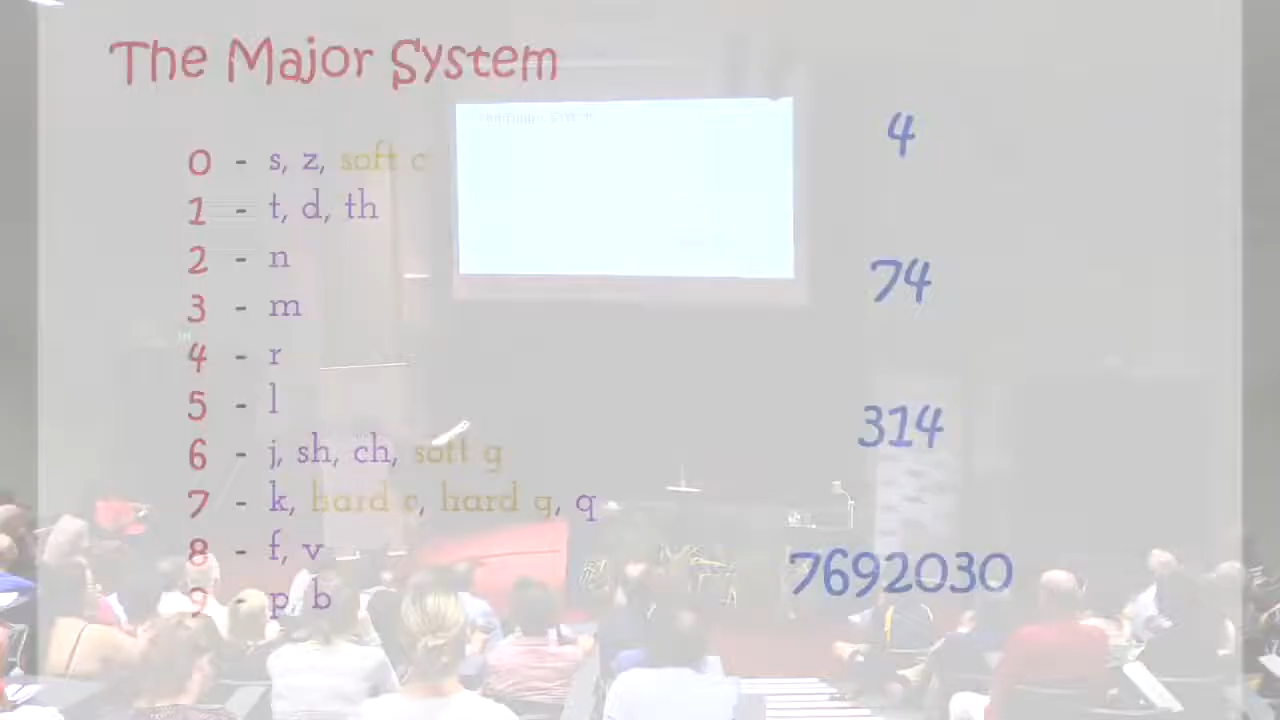 The Major System
0 - s, z, soft c
1 - t, d, th
2 - n
3 - m
4 - r
5 - l
6 - j, sh, ch, soft g
7 - k, hard c, hard g, q
8 - f, v
9 - p, b
4
74
314
7692030